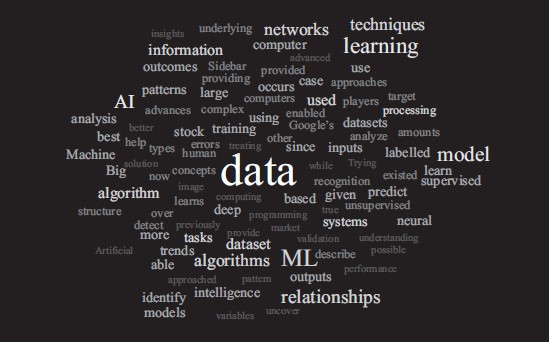 insights underlying networks techniques
information computer learning
advanced
outcomes Sidebar provided use
providing occurs case approaches
patterns large computers used players target
AI advances complex using enabled processing
analysis better stock training Google's datasets amounts
best help types errors other, since inputs analyze
Machine human treating labelled model
solution data while Trying existed learn
Big now concepts recognition supervised
image computing
algorithm learns based given predict
structure over deep programming true unsupervised
detect previously market systems neural
more tasks provide validation understanding
Artificial trends dataset ML describe possible
able algorithms performance
approached pattern outputs
identify intelligence relationships
models variables uncover